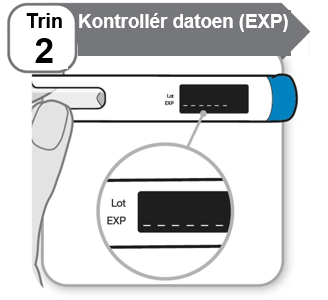 Trin
2
Kontrollér datoen (EXP)
Lot
EXP
Lot
EXP